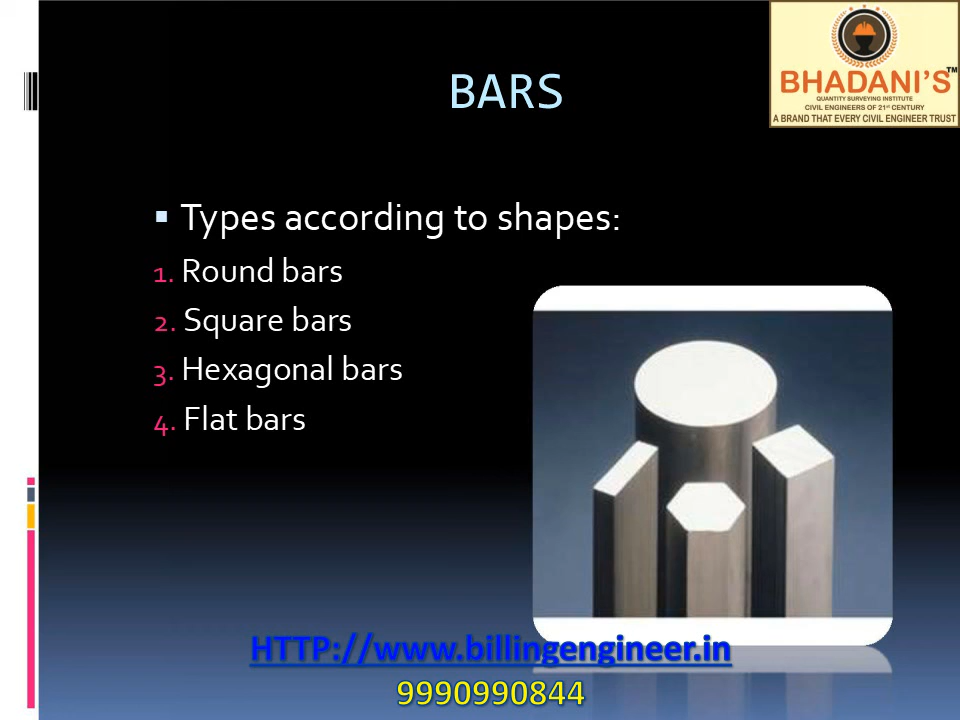 BARS
BHADANI'S™
QUANTITY SURVEYING INSTITUTE
CIVIL ENGINEERS OF 21st CENTURY
A BRAND THAT EVERY CIVIL ENGINEER TRUST
▪ Types according to shapes:
1. Round bars
2. Square bars
3. Hexagonal bars
4. Flat bars
HTTP://www.billingengineer.in
9990990844